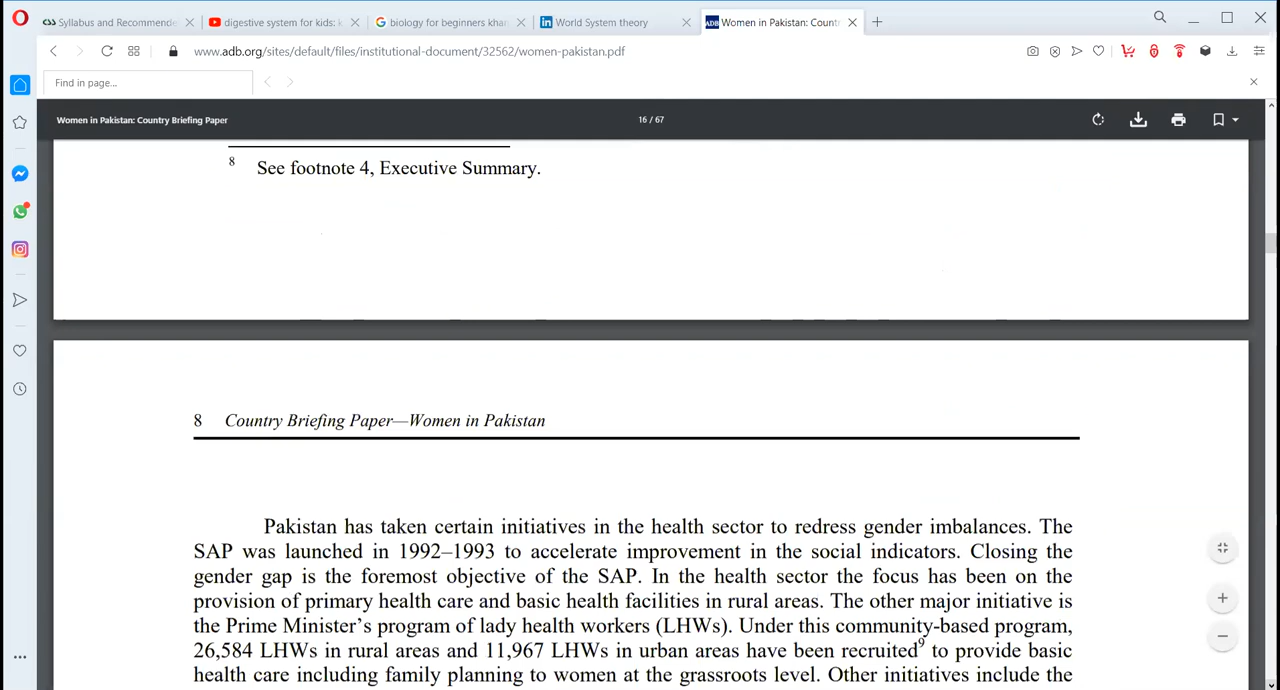 Syllabus and Recommende
digestive system for kids: k
biology for beginners khan
World System theory
ADB
Women in Pakistan: Count
www.adb.org/sites/default/files/institutional-document/32562/women-pakistan.pdf
Find in page...
Women in Pakistan: Country Briefing Paper
16 / 67
8 See footnote 4, Executive Summary.
8 Country Briefing Paper—Women in Pakistan
Pakistan has taken certain initiatives in the health sector to redress gender imbalances. The
SAP was launched in 1992–1993 to accelerate improvement in the social indicators. Closing the
gender gap is the foremost objective of the SAP. In the health sector the focus has been on the
provision of primary health care and basic health facilities in rural areas. The other major initiative is
the Prime Minister's program of lady health workers (LHWs). Under this community-based program,
26,584 LHWs in rural areas and 11,967 LHWs in urban areas have been recruited9 to provide basic
health care including family planning to women at the grassroots level. Other initiatives include the